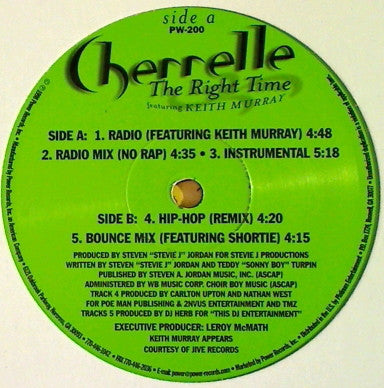 side a
PW-200
Cherrelle
The Right Time
featuring KEITH MURRAY
SIDE A: 1. RADIO (FEATURING KEITH MURRAY) 4:48
2. RADIO MIX (NO RAP) 4:35 • 3. INSTRUMENTAL 5:18
SIDE B: 4. HIP-HOP (REMIX) 4:20
5. BOUNCE MIX (FEATURING SHORTIE) 4:15
PRODUCED BY STEVEN "STEVIE J" JORDAN FOR STEVIE J PRODUCTIONS
WRITTEN BY STEVEN "STEVIE J" JORDAN AND TEDDY "SONNY BOY" TURPIN
PUBLISHED BY STEVEN A. JORDAN MUSIC, INC. (ASCAP)
ADMINISTERED BY WB MUSIC CORP. CHOIR BOY MUSIC (ASCAP)
TRACK 4 PRODUCED BY CARLTON UPTON AND NATHAN WEST
FOR POE MAN PUBLISHING & 2NVUS ENTERTAINMENT AND TMZ
TRACKS 5 PRODUCED BY DJ HERB FOR "THIS DJ ENTERTAINMENT"
EXECUTIVE PRODUCER: LEROY McMATH
KEITH MURRAY APPEARS
COURTESY OF JIVE RECORDS